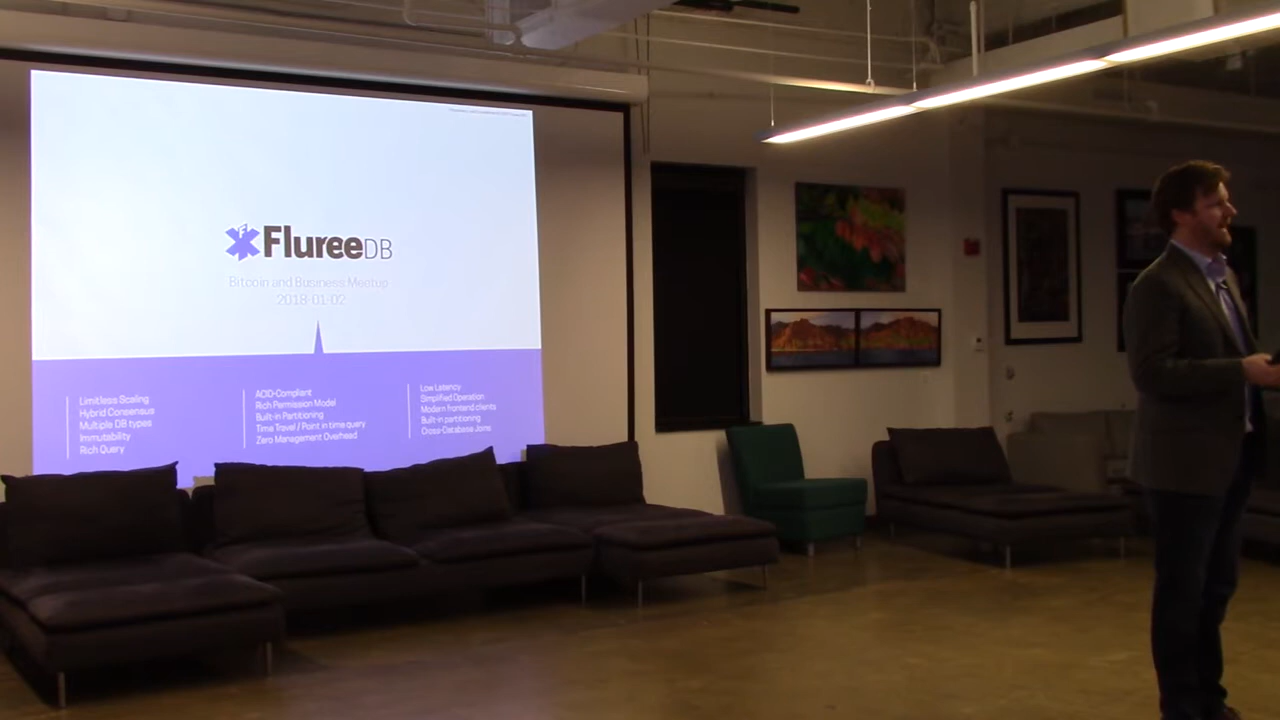 FlureeDB
Bitcoin and Business Meetup
2018-01-02
Limitless Scaling
Hybrid Consensus
Multiple DB types
Immutability
Rich Query
ACID-Compliant
Rich Permission Model
Built-in Partitioning
Time Travel / Point in time query
Zero Management Overhead
Low Latency
Simplified Operation
Modern frontend clients
Built-in partitioning
Cross-Database Joins